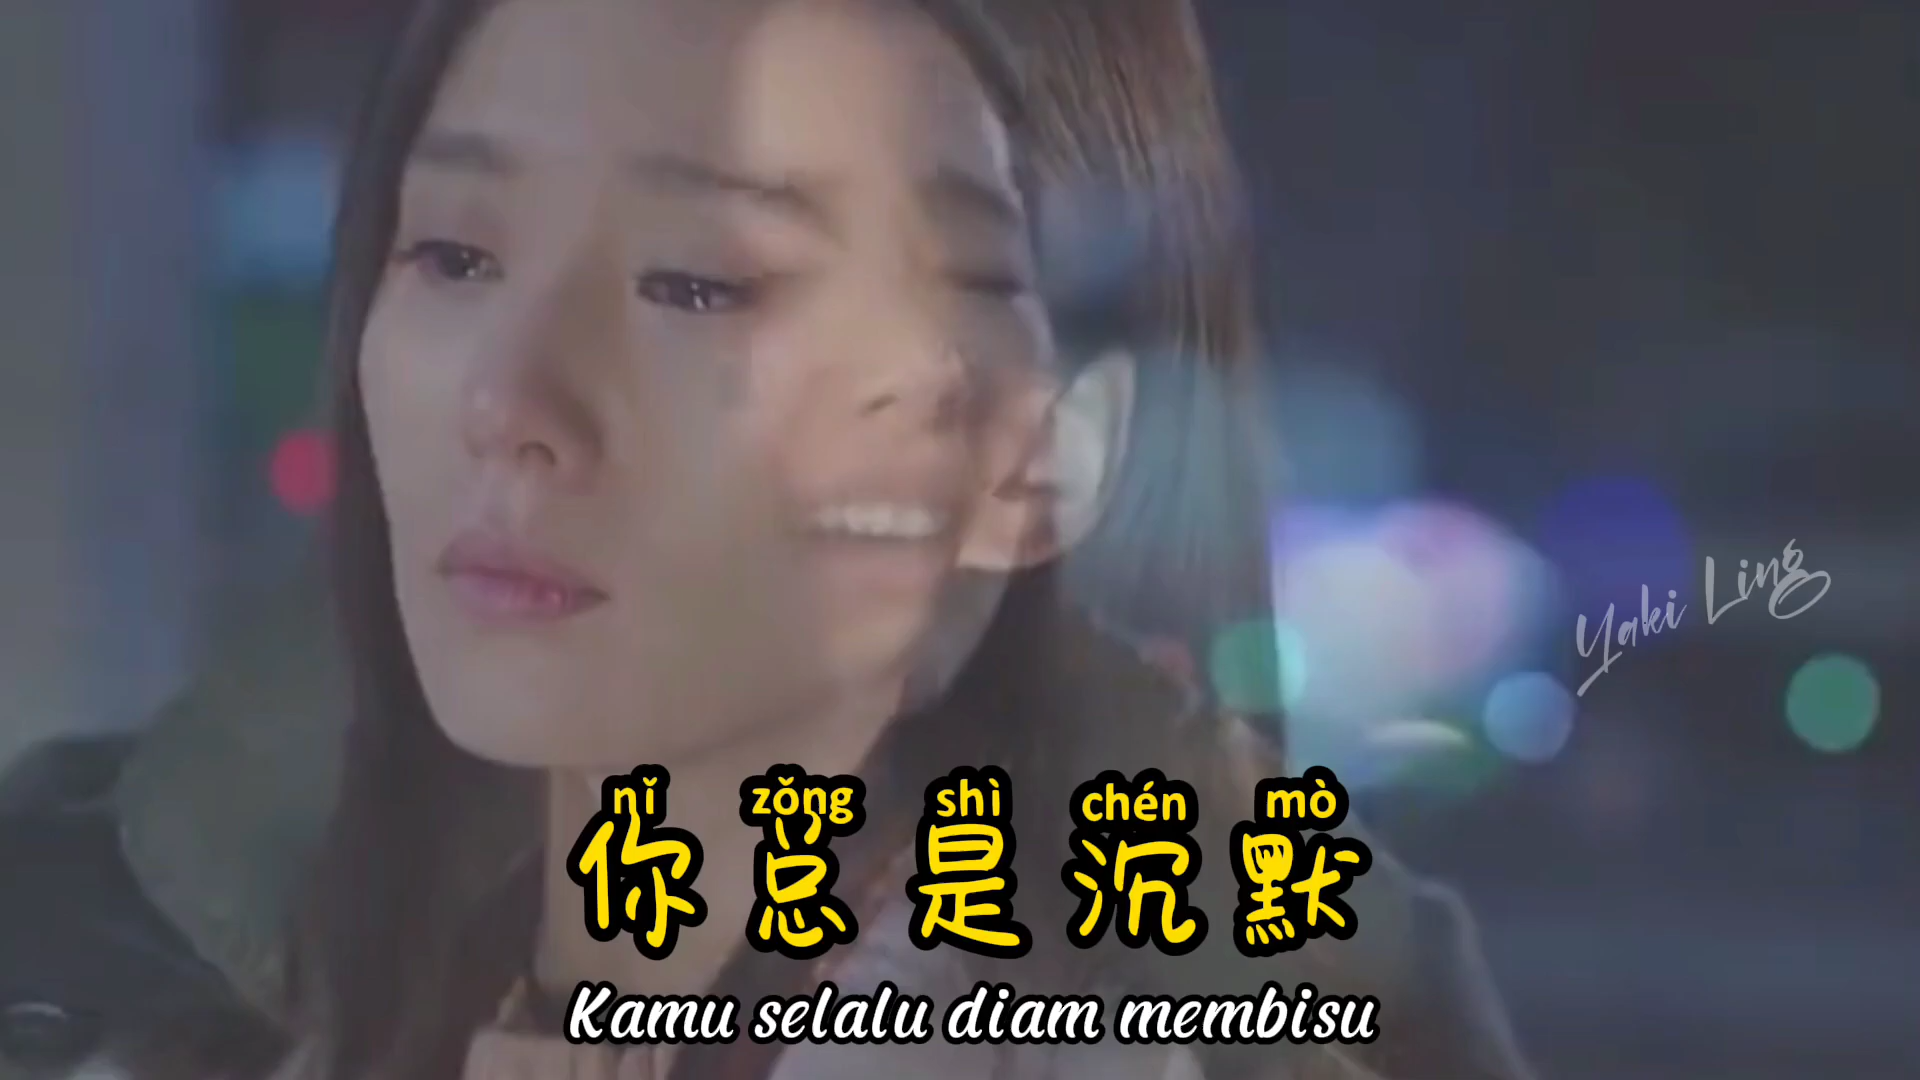 nǐ zǒng shì chén mò
你总是沉默
Kamu selalu diam membisu
Yaki Ling